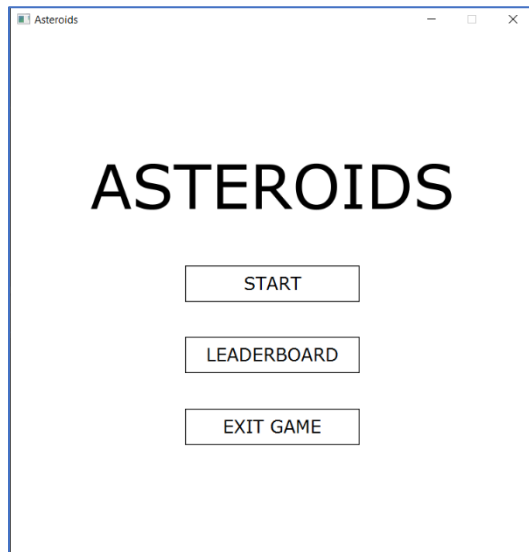 Asteroids
ASTEROIDS
START
LEADERBOARD
EXIT GAME